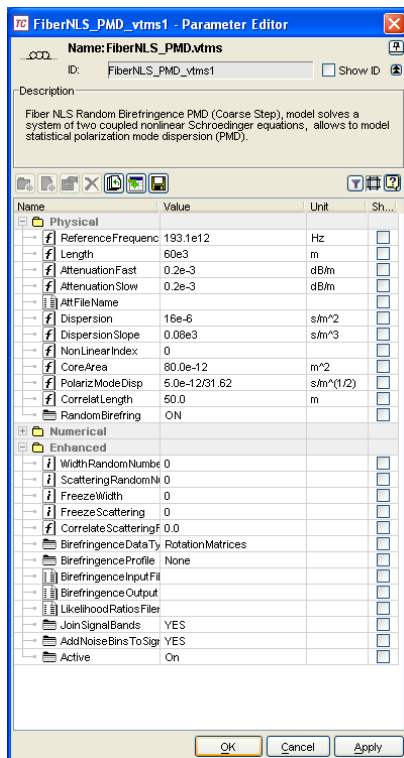 TC FiberNLS_PMD_vtms1 - Parameter Editor
Name: FiberNLS_PMD.vtms
ID: FiberNLS_PMD_vtms1 Show ID
Description
Fiber NLS Random Birefringence PMD (Coarse Step), model solves a
system of two coupled nonlinear Schroedinger equations, allows to model
statistical polarization mode dispersion (PMD).
Name Value Unit Sh...
Physical
f ReferenceFrequenc 193.1e12 Hz
f Length 60e3 m
f AttenuationFast 0.2e-3 dB/m
f AttenuationSlow 0.2e-3 dB/m
AttFileName
f Dispersion 16e-6 s/m^2
f DispersionSlope 0.08e3 s/m^3
f NonLinearIndex 0
f CoreArea 80.0e-12 m^2
f PolarizModeDisp 5.0e-12/31.62 s/m^(1/2)
f CorrelatLength 50.0 m
RandomBirefring ON
Numerical
Enhanced
i WidthRandomNumbe 0
i ScatteringRandomNu 0
i FreezeWidth 0
i FreezeScattering 0
f CorrelateScatteringF 0.0
BirefringenceDataTy RotationMatrices
BirefringenceProfile None
BirefringenceInputFil
BirefringenceOutput
LikelihoodRatiosFiler
JoinSignalBands YES
AddNoiseBinsToSigr YES
Active On
OK Cancel Apply